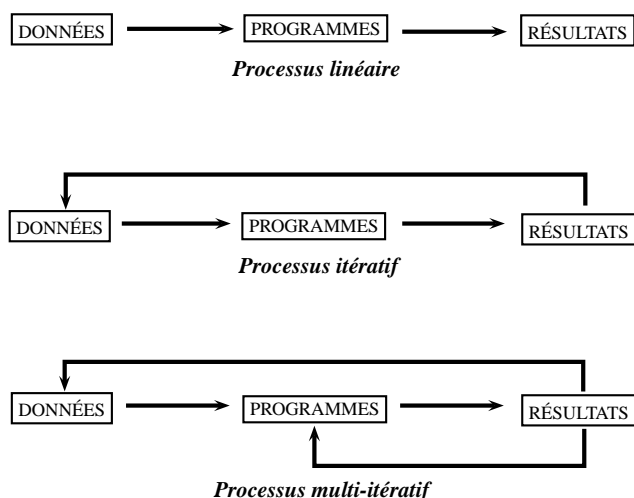 DONNÉES PROGRAMMES RÉSULTATS
Processus linéaire
DONNÉES PROGRAMMES RÉSULTATS
Processus itératif
DONNÉES PROGRAMMES RÉSULTATS
Processus multi-itératif